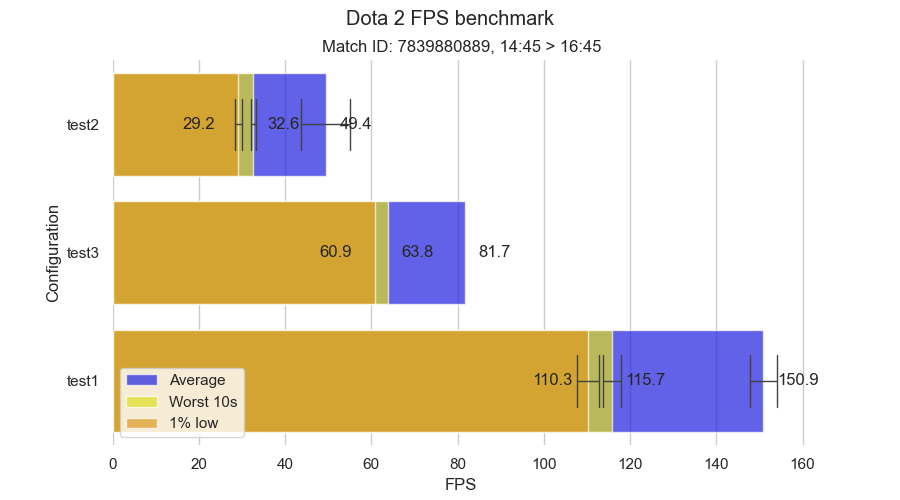 Dota 2 FPS benchmark
Match ID: 7839880889, 14:45 > 16:45
Configuration
test2
29.2
32.6
49.4
test3
60.9
63.8
81.7
test1
110.3
115.7
150.9
Average
Worst 10s
1% low
0 20 40 60 80 100 120 140 160
FPS